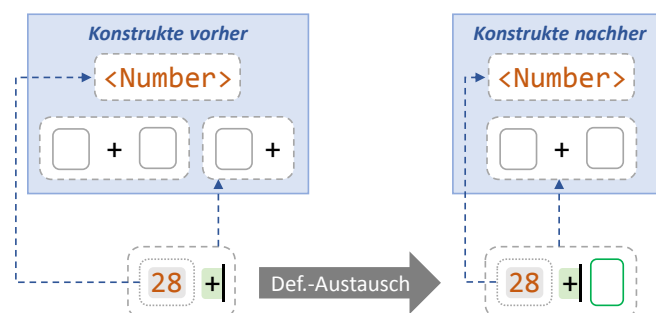 Konstrukte vorher
<Number>
+ +
28 +
Def.-Austausch
Konstrukte nachher
<Number>
+
28 +